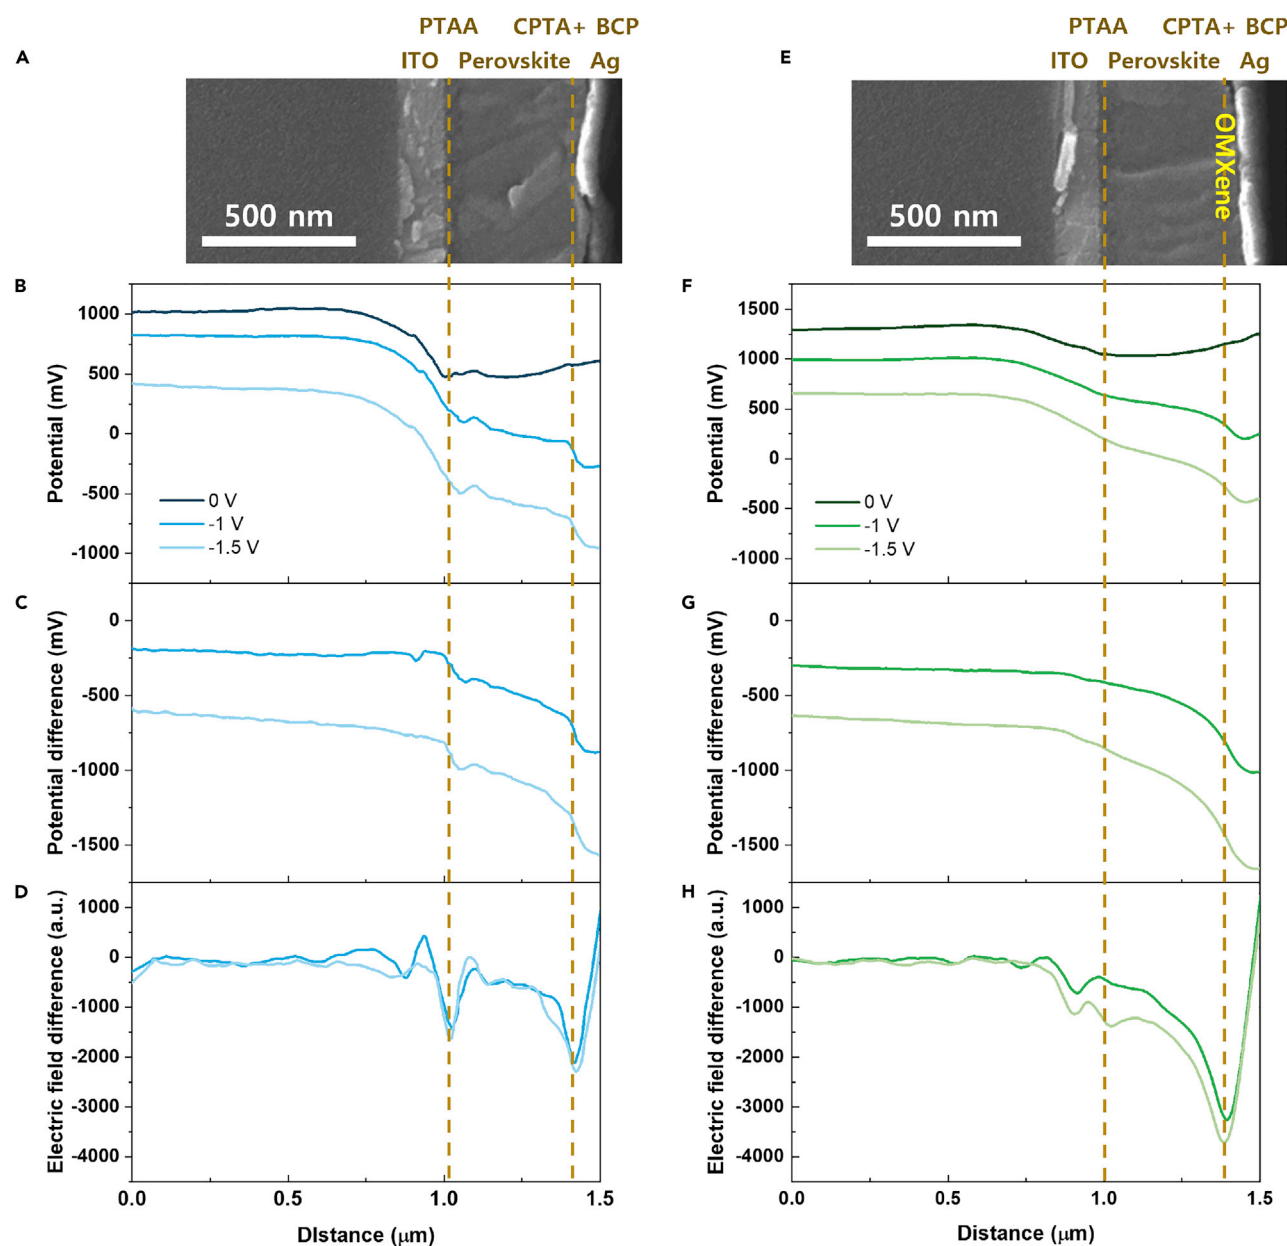 PTAA CPTA+ BCP
A ITO Perovskite Ag
500 nm
B
1000
500
0
-500
-1000
Potential (mV)
0 V
-1 V
-1.5 V
C
0
-500
-1000
-1500
Potential difference (mV)
D
1000
0
-1000
-2000
-3000
-4000
Electric field difference (a.u.)
0.0 0.5 1.0 1.5
DIstance (μm)
PTAA CPTA+ BCP
E ITO Perovskite Ag
OMXene
500 nm
F
1500
1000
500
0
-500
-1000
Potential (mV)
0 V
-1 V
-1.5 V
G
0
-500
-1000
-1500
Potential difference (mV)
H
1000
0
-1000
-2000
-3000
-4000
Electric field difference (a.u.)
0.0 0.5 1.0 1.5
Distance (μm)